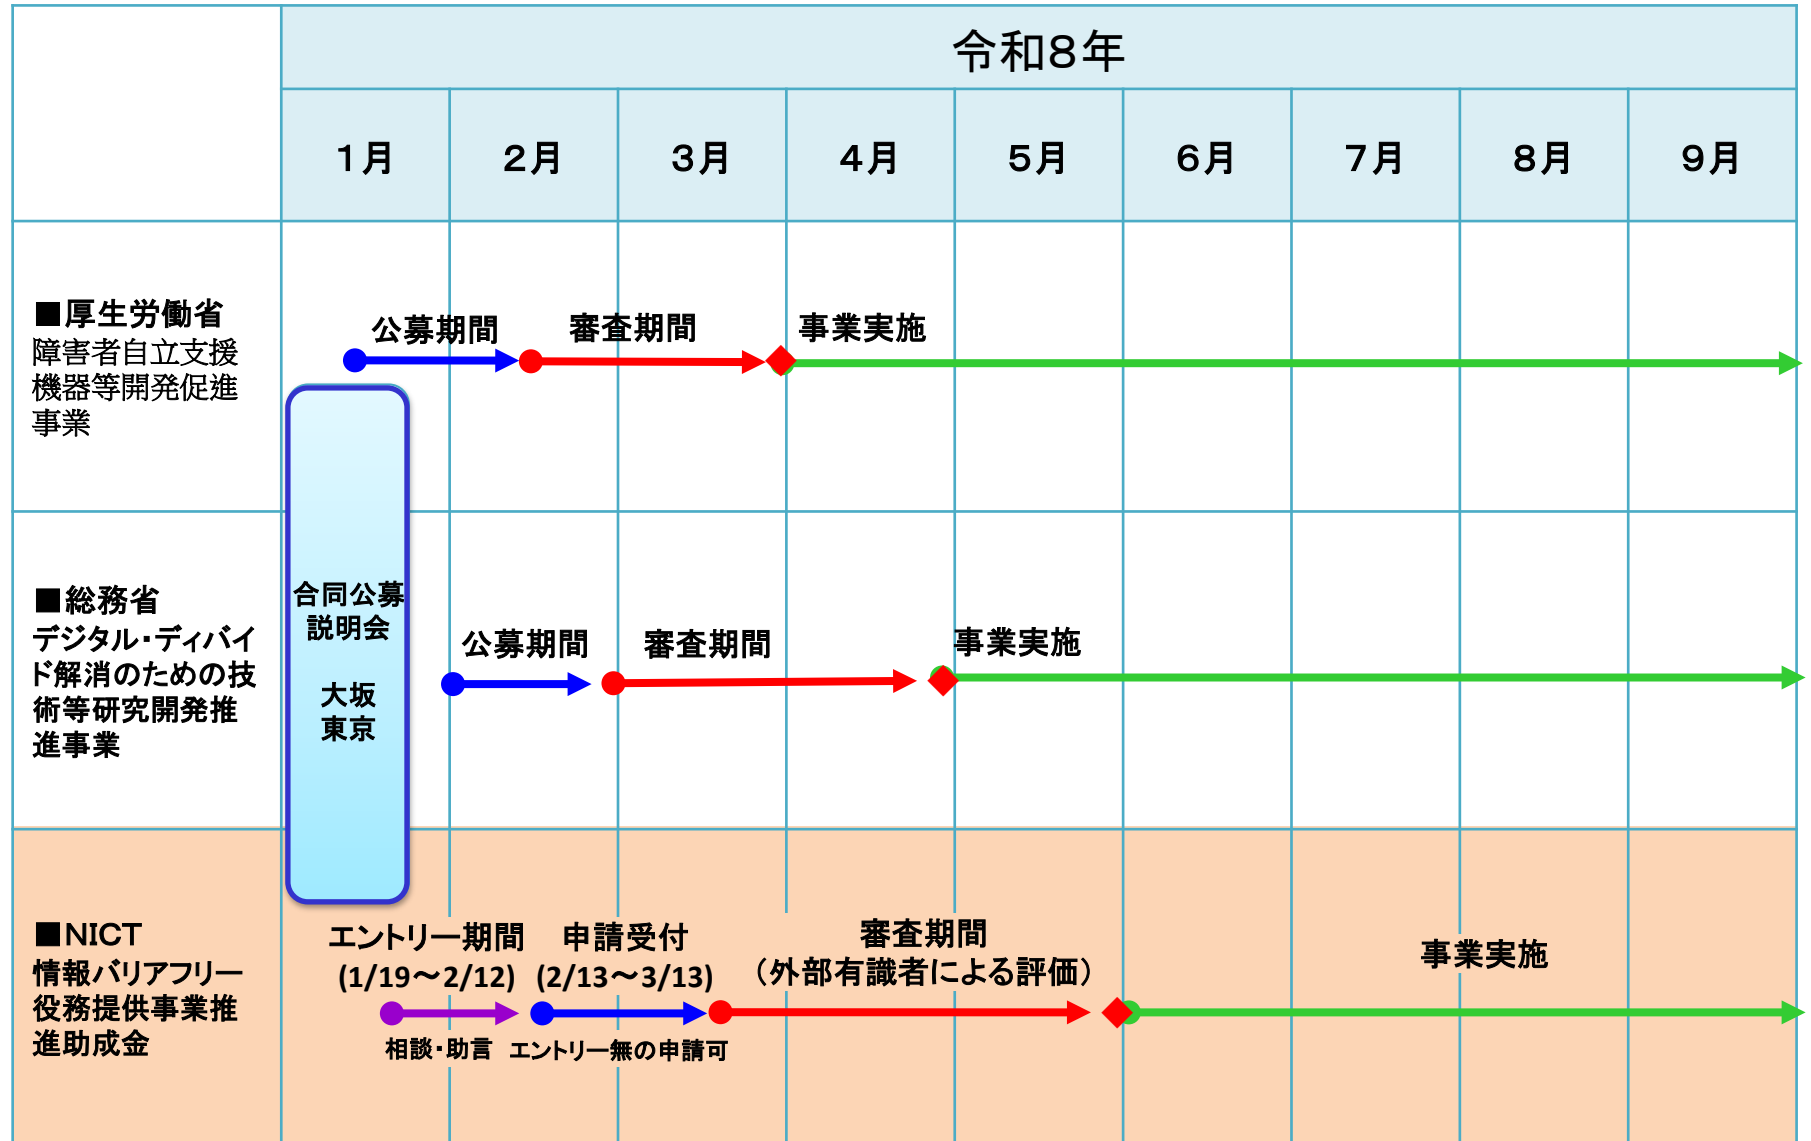 令和8年
1月 2月 3月 4月 5月 6月 7月 8月 9月
■厚生労働省
障害者自立支援
機器等開発促進
事業
公募期間
審査期間
事業実施
合同公募
説明会
大坂
東京
■総務省
デジタル・ディバイ
ド解消のための技
術等研究開発推
進事業
公募期間
審査期間
事業実施
■NICT
情報バリアフリー
役務提供事業推
進助成金
エントリー期間
(1/19～2/12)
相談・助言
申請受付
(2/13～3/13)
エントリー無の申請可
審査期間
（外部有識者による評価）
事業実施